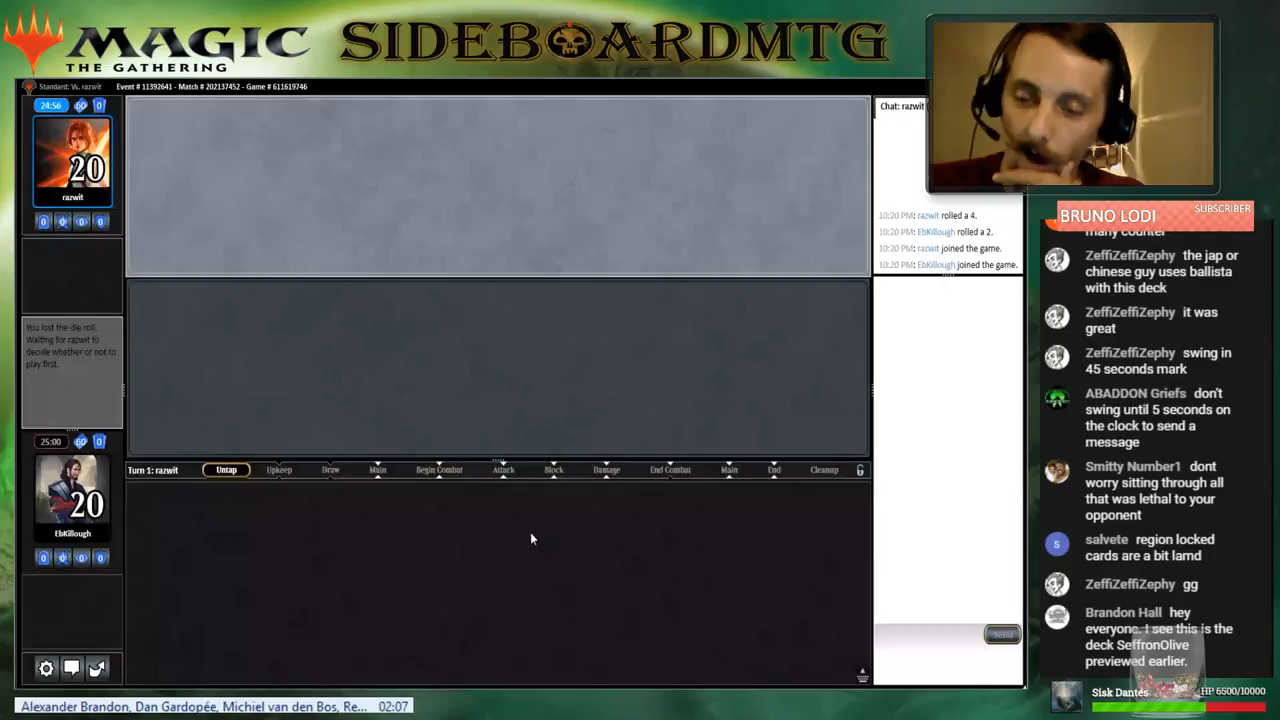 MAGIC
THE GATHERING
SIDEBOARDMTG
Standard: Vs. razwit Event # 11392641 - Match # 202137452 - Game # 611619746
24:56 60 0
20
razwit
0 0 0 0
You lost the die roll.
Waiting for razwit to
decide whether or not to
play first.
25:00 60 0
20
EbKillough
0 0 0 0
Turn 1: razwit Untap Upkeep Draw Main Begin Combat Attack Block Damage End Combat Main End Cleanup
Chat: razwit
10:20 PM: razwit rolled a 4.
10:20 PM: EbKillough rolled a 2.
10:20 PM: razwit joined the game.
10:20 PM: EbKillough joined the game.
Send
BRUNO LODI SUBSCRIBER
many counter
ZeffiZeffiZephy the jap or
chinese guy uses ballista
with this deck
ZeffiZeffiZephy it was
great
ZeffiZeffiZephy swing in
45 seconds mark
ABADDON Griefs don't
swing until 5 seconds on
the clock to send a
message
Smitty Number1 dont
worry sitting through all
that was lethal to your
opponent
S salvete region locked
cards are a bit lamd
ZeffiZeffiZephy gg
Brandon Hall hey
everyone. I see this is the
deck SeffronOlive
previewed earlier.
Sisk Dantes HP 6500/10000
Alexander Brandon, Dan Gardopée, Michiel van den Bos, Re... 02:07